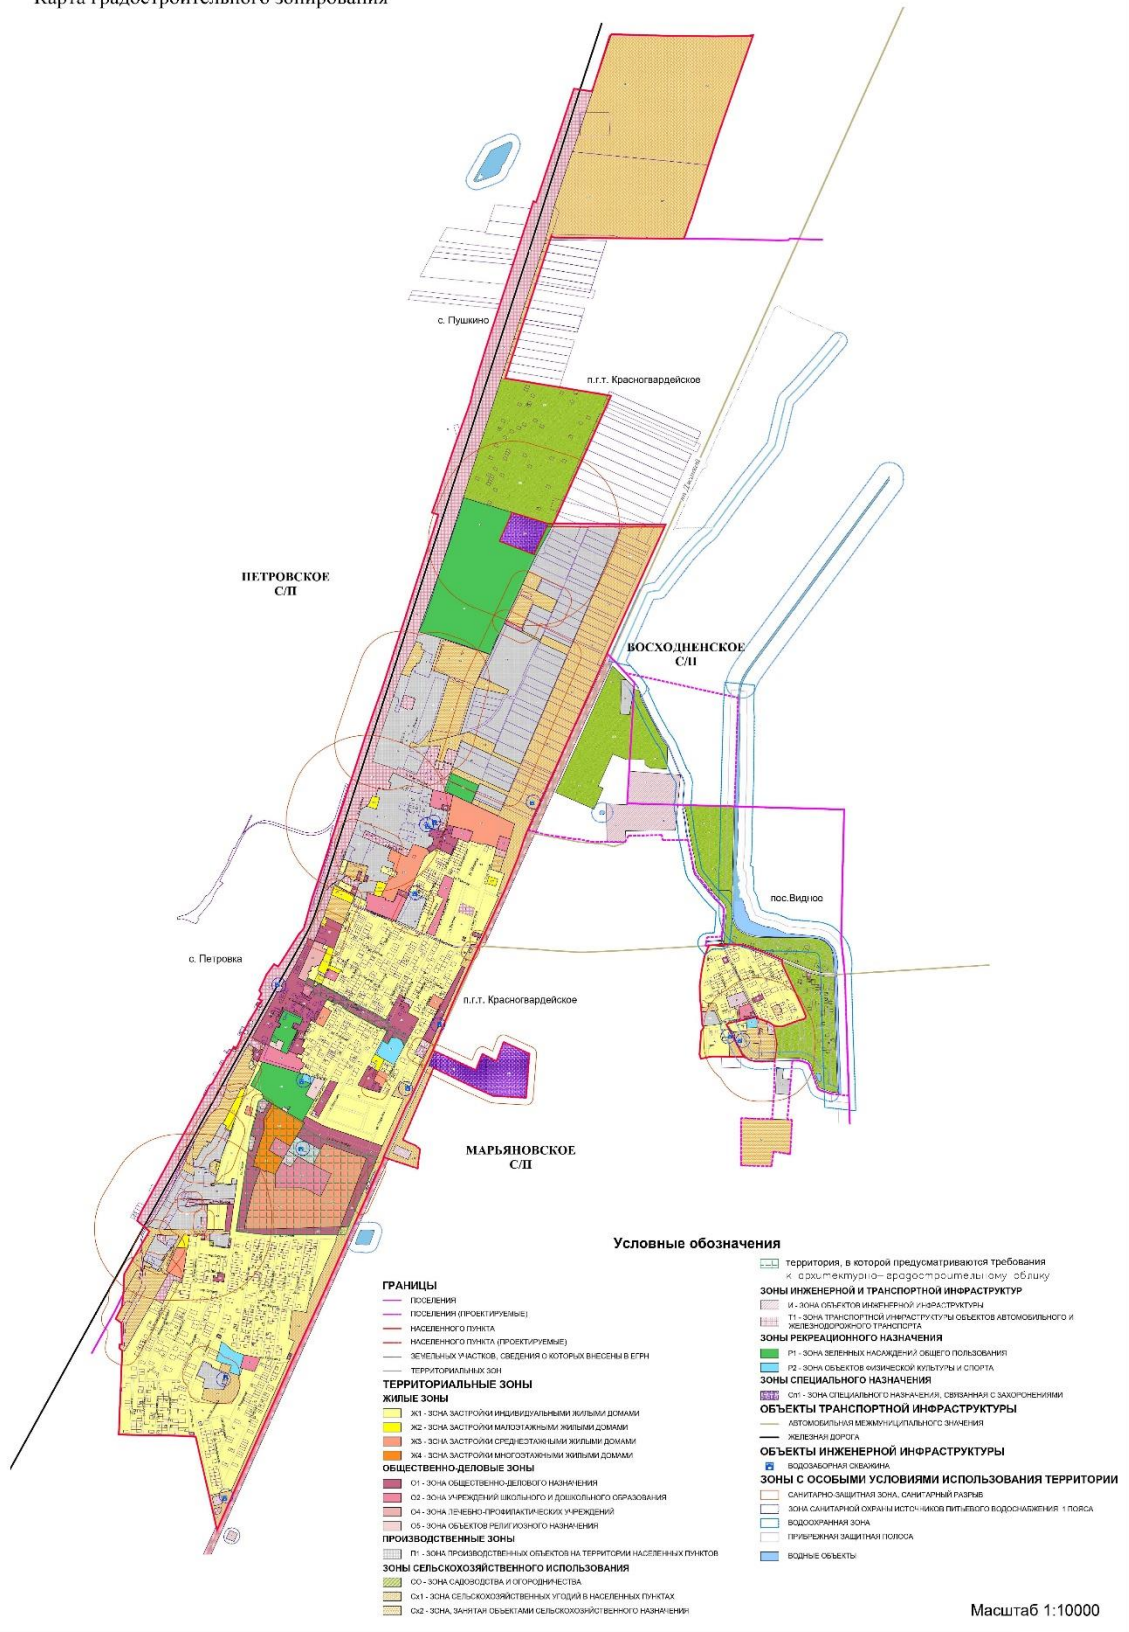 Карта градостроительного зонирования
с. Пушкино
п.г.т. Красногвардейское
ПЕТРОВСКОЕ
С/П
ВОСХОДНЕНСКОЕ
С/П
пос.Видное
с. Петровка
п.г.т. Красногвардейское
МАРЬЯНОВСКОЕ
С/П
Условные обозначения
ГРАНИЦЫ
ПОСЕЛЕНИЯ
ПОСЕЛЕНИЯ (ПРОЕКТИРУЕМЫЕ)
НАСЕЛЕННОГО ПУНКТА
НАСЕЛЕННОГО ПУНКТА (ПРОЕКТИРУЕМЫЕ)
ЗЕМЕЛЬНЫХ УЧАСТКОВ, СВЕДЕНИЯ О КОТОРЫХ ВНЕСЕНЫ В ЕГРН
ТЕРРИТОРИАЛЬНЫХ ЗОН
ТЕРРИТОРИАЛЬНЫЕ ЗОНЫ
ЖИЛЫЕ ЗОНЫ
Ж1 - ЗОНА ЗАСТРОЙКИ ИНДИВИДУАЛЬНЫМИ ЖИЛЫМИ ДОМАМИ
Ж2 - ЗОНА ЗАСТРОЙКИ МАЛОЭТАЖНЫМИ ЖИЛЫМИ ДОМАМИ
Ж3 - ЗОНА ЗАСТРОЙКИ СРЕДНЕЭТАЖНЫМИ ЖИЛЫМИ ДОМАМИ
Ж4 - ЗОНА ЗАСТРОЙКИ МНОГОЭТАЖНЫМИ ЖИЛЫМИ ДОМАМИ
ОБЩЕСТВЕННО-ДЕЛОВЫЕ ЗОНЫ
О1 - ЗОНА ОБЩЕСТВЕННО-ДЕЛОВОГО НАЗНАЧЕНИЯ
О2 - ЗОНА УЧРЕЖДЕНИЙ ШКОЛЬНОГО И ДОШКОЛЬНОГО ОБРАЗОВАНИЯ
О4 - ЗОНА ЛЕЧЕБНО-ПРОФИЛАКТИЧЕСКИХ УЧРЕЖДЕНИЙ
О5 - ЗОНА ОБЪЕКТОВ РЕЛИГИОЗНОГО НАЗНАЧЕНИЯ
ПРОИЗВОДСТВЕННЫЕ ЗОНЫ
П1 - ЗОНА ПРОИЗВОДСТВЕННЫХ ОБЪЕКТОВ НА ТЕРРИТОРИИ НАСЕЛЕННЫХ ПУНКТОВ
ЗОНЫ СЕЛЬСКОХОЗЯЙСТВЕННОГО ИСПОЛЬЗОВАНИЯ
СО - ЗОНА САДОВОДСТВА И ОГОРОДНИЧЕСТВА
Сх1 - ЗОНА СЕЛЬСКОХОЗЯЙСТВЕННЫХ УГОДИЙ В НАСЕЛЕННЫХ ПУНКТАХ
Сх2 - ЗОНА, ЗАНЯТАЯ ОБЪЕКТАМИ СЕЛЬСКОХОЗЯЙСТВЕННОГО НАЗНАЧЕНИЯ
территория, в которой предусматриваются требования
к архитектурно-градостроительному облику
ЗОНЫ ИНЖЕНЕРНОЙ И ТРАНСПОРТНОЙ ИНФРАСТРУКТУР
И - ЗОНА ОБЪЕКТОВ ИНЖЕНЕРНОЙ ИНФРАСТРУКТУРЫ
Т1 - ЗОНА ТРАНСПОРТНОЙ ИНФРАСТРУКТУРЫ ОБЪЕКТОВ АВТОМОБИЛЬНОГО И
ЖЕЛЕЗНОДОРОЖНОГО ТРАНСПОРТА
ЗОНЫ РЕКРЕАЦИОННОГО НАЗНАЧЕНИЯ
Р1 - ЗОНА ЗЕЛЕННЫХ НАСАЖДЕНИЙ ОБЩЕГО ПОЛЬЗОВАНИЯ
Р2 - ЗОНА ОБЪЕКТОВ ФИЗИЧЕСКОЙ КУЛЬТУРЫ И СПОРТА
ЗОНЫ СПЕЦИАЛЬНОГО НАЗНАЧЕНИЯ
Сп1 - ЗОНА СПЕЦИАЛЬНОГО НАЗНАЧЕНИЯ, СВЯЗАННАЯ С ЗАХОРОНЕНИЯМИ
ОБЪЕКТЫ ТРАНСПОРТНОЙ ИНФРАСТРУКТУРЫ
АВТОМОБИЛЬНАЯ МЕЖМУНИЦИПАЛЬНОГО ЗНАЧЕНИЯ
ЖЕЛЕЗНАЯ ДОРОГА
ОБЪЕКТЫ ИНЖЕНЕРНОЙ ИНФРАСТРУКТУРЫ
ВОДОЗАБОРНАЯ СКВАЖИНА
ЗОНЫ С ОСОБЫМИ УСЛОВИЯМИ ИСПОЛЬЗОВАНИЯ ТЕРРИТОРИИ
САНИТАРНО-ЗАЩИТНАЯ ЗОНА, САНИТАРНЫЙ РАЗРЫВ
ЗОНА САНИТАРНОЙ ОХРАНЫ ИСТОЧНИКОВ ПИТЬЕВОГО ВОДОСНАБЖЕНИЯ 1 ПОЯСА
ВОДООХРАННАЯ ЗОНА
ПРИБРЕЖНАЯ ЗАЩИТНАЯ ПОЛОСА
ВОДНЫЕ ОБЪЕКТЫ
Масштаб 1:10000